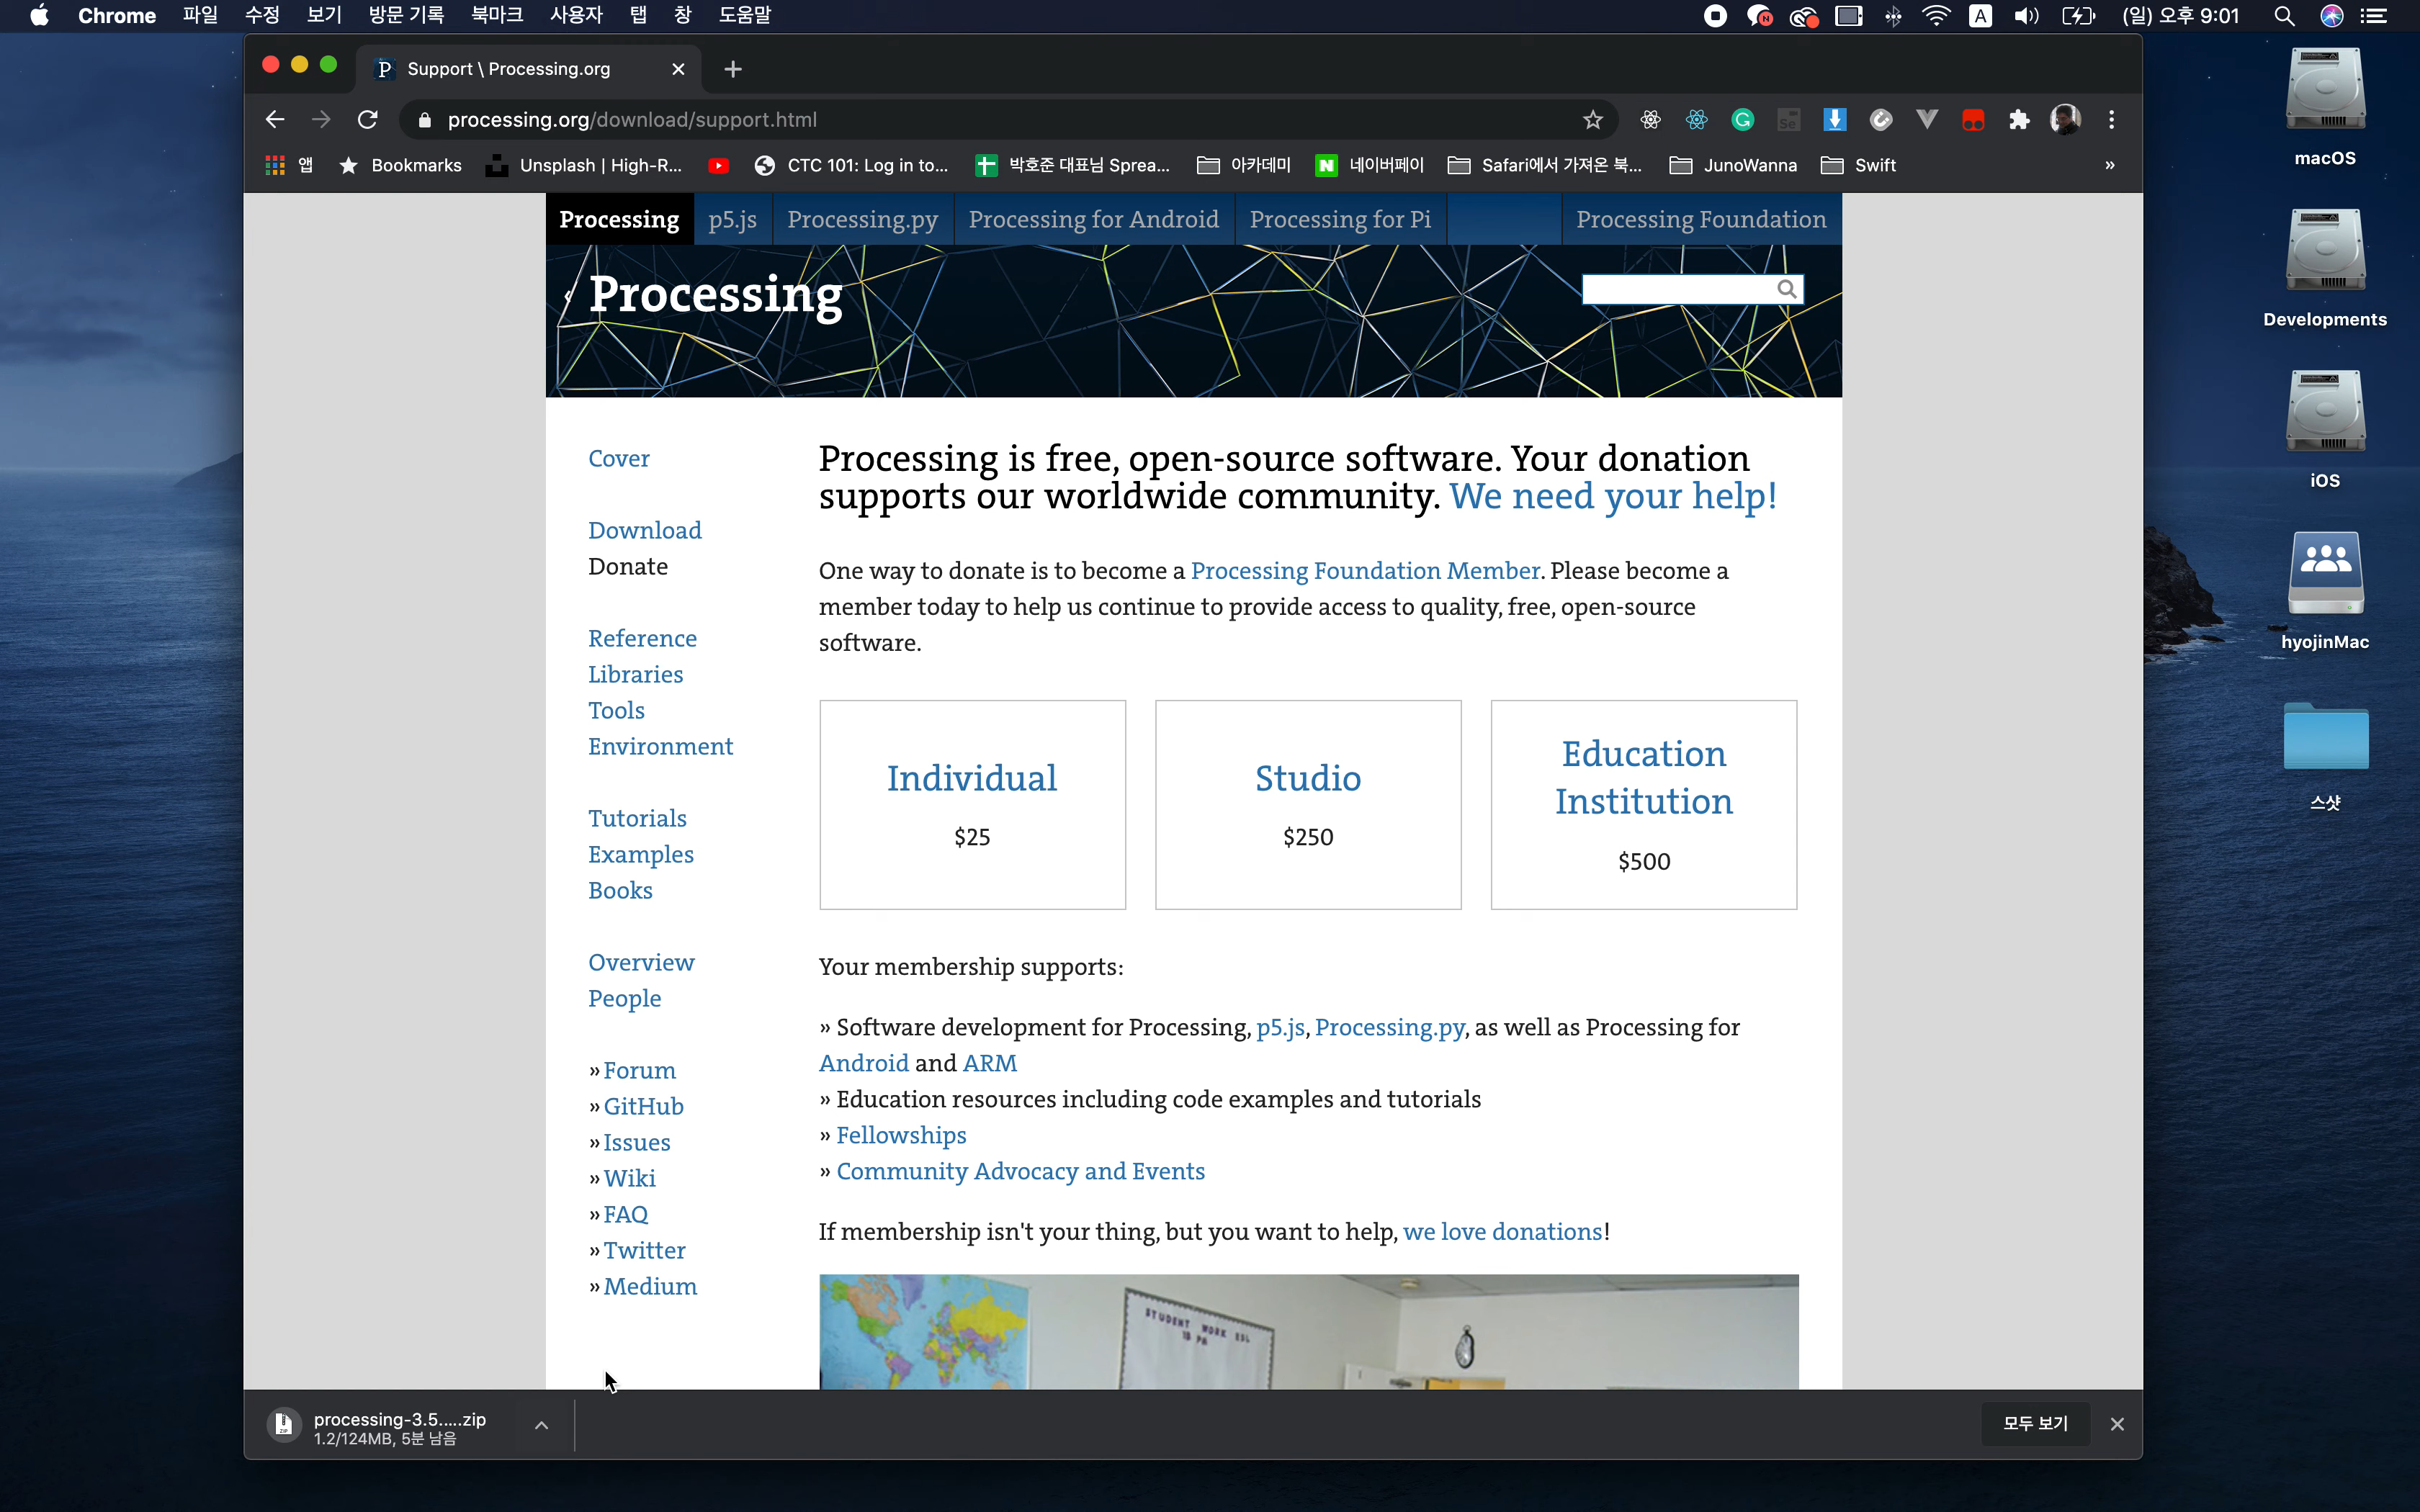 Chrome 파일 수정 보기 방문 기록 북마크 사용자 탭 창 도움말 A (일) 오후 9:01
Support \ Processing.org
processing.org/download/support.html
앱 Bookmarks Unsplash | High-R... CTC 101: Log in to... 박호준 대표님 Sprea... 아카데미 네이버페이 Safari에서 가져온 북... JunoWanna Swift »
Processing p5.js Processing.py Processing for Android Processing for Pi Processing Foundation
Processing
Cover
Download
Donate
Reference
Libraries
Tools
Environment
Tutorials
Examples
Books
Overview
People
» Forum
» GitHub
» Issues
» Wiki
» FAQ
» Twitter
» Medium
Processing is free, open-source software. Your donation
supports our worldwide community. We need your help!
One way to donate is to become a Processing Foundation Member. Please become a
member today to help us continue to provide access to quality, free, open-source
software.
Individual
$25
Studio
$250
Education
Institution
$500
Your membership supports:
» Software development for Processing, p5.js, Processing.py, as well as Processing for
Android and ARM
» Education resources including code examples and tutorials
» Fellowships
» Community Advocacy and Events
If membership isn't your thing, but you want to help, we love donations!
STUDENT WORK ESL
processing-3.5.....zip
1.2/124MB, 5분 남음
모두 보기
macOS
Developments
iOS
hyojinMac
스샷